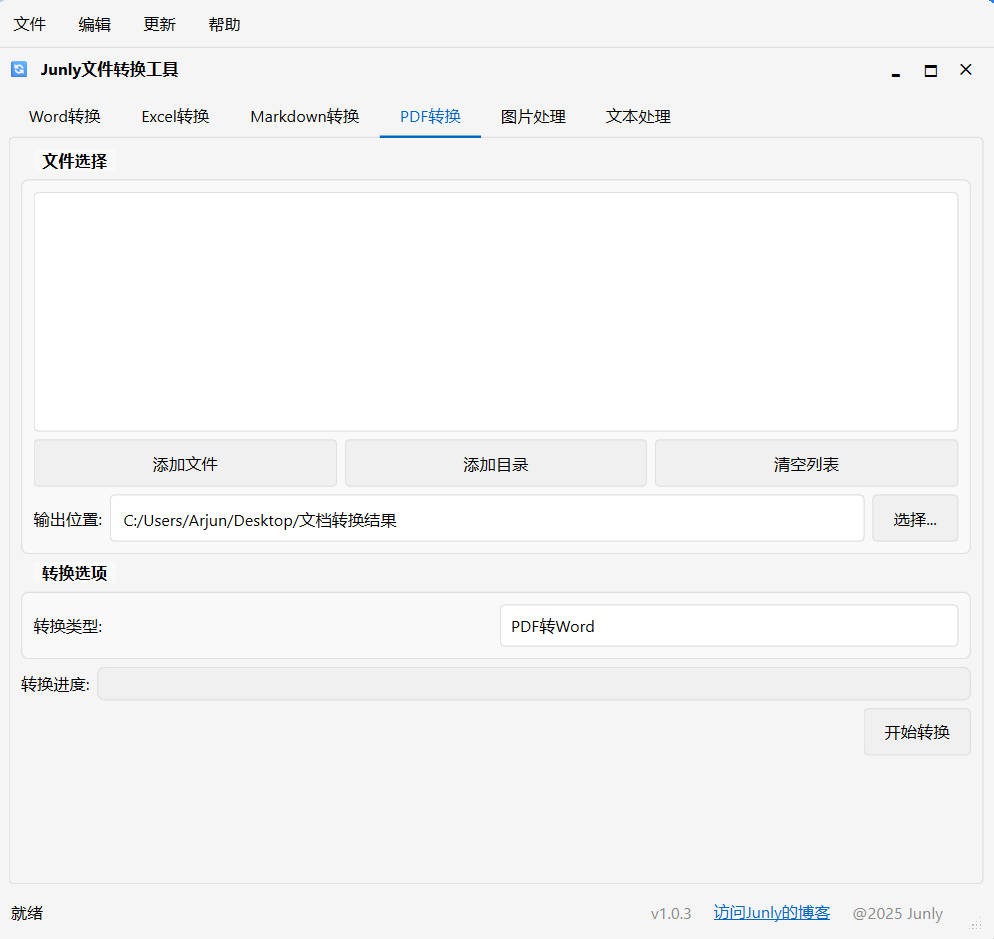 文件 编辑 更新 帮助
Junly文件转换工具
Word转换 Excel转换 Markdown转换 PDF转换 图片处理 文本处理
文件选择
添加文件 添加目录 清空列表
输出位置: C:/Users/Arjun/Desktop/文档转换结果 选择...
转换选项
转换类型: PDF转Word
转换进度:
开始转换
就绪 v1.0.3 访问Junly的博客 @2025 Junly